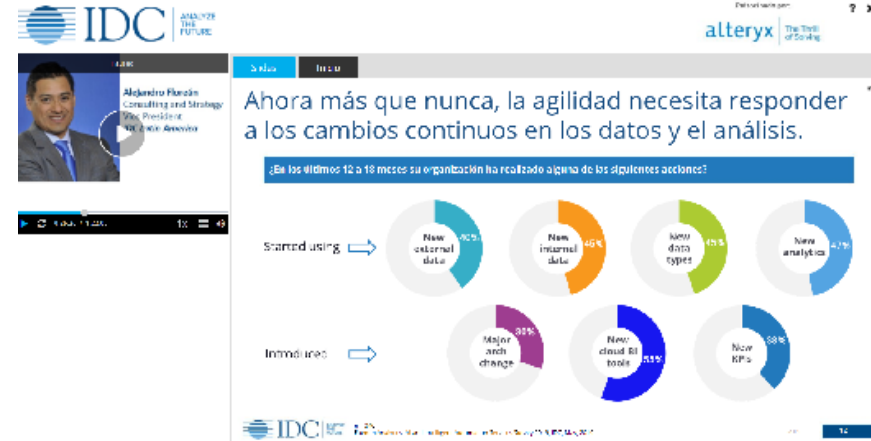 IDC
ANALYZE
THE
FUTURE
alteryx
The Thrill
of Solving
?
Slides
Inicio
Alejandro Floreán
Consulting and Strategy
Vice President
IDC Latin America
1x
Ahora más que nunca, la agilidad necesita responder
a los cambios continuos en los datos y el análisis.
¿En los últimos 12 a 18 meses su organización ha realizado alguna de las siguientes acciones?
Started using
New
external
data
40%
New
internal
data
46%
New
data
types
45%
New
analytics
47%
Introduced
Major
arch
change
30%
New
cloud BI
tools
55%
New
KPIs
38%
IDC